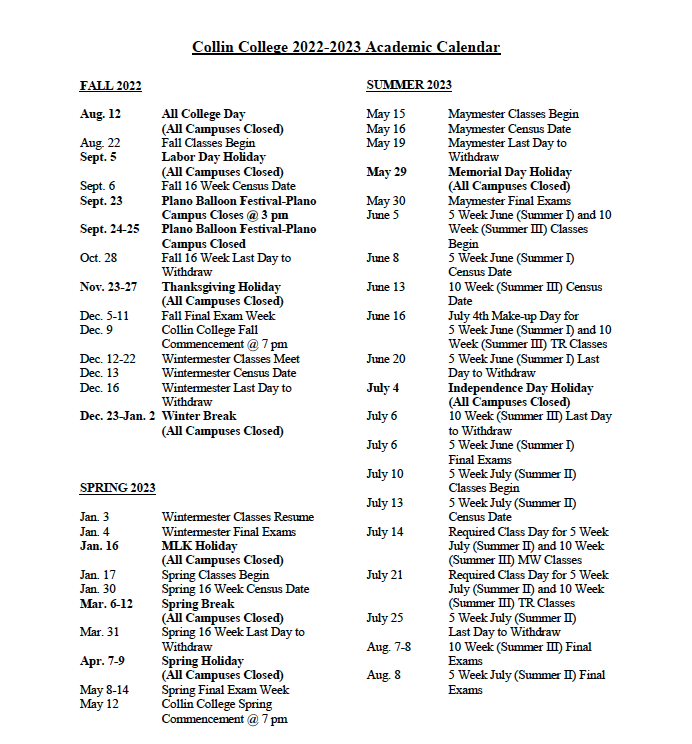 Collin College 2022-2023 Academic Calendar
FALL 2022
Aug. 12 All College Day
(All Campuses Closed)
Aug. 22 Fall Classes Begin
Sept. 5 Labor Day Holiday
(All Campuses Closed)
Sept. 6 Fall 16 Week Census Date
Sept. 23 Plano Balloon Festival-Plano
Campus Closes @ 3 pm
Sept. 24-25 Plano Balloon Festival-Plano
Campus Closed
Oct. 28 Fall 16 Week Last Day to
Withdraw
Nov. 23-27 Thanksgiving Holiday
(All Campuses Closed)
Dec. 5-11 Fall Final Exam Week
Dec. 9 Collin College Fall
Commencement @ 7 pm
Dec. 12-22 Wintermester Classes Meet
Dec. 13 Wintermester Census Date
Dec. 16 Wintermester Last Day to
Withdraw
Dec. 23-Jan. 2 Winter Break
(All Campuses Closed)
SPRING 2023
Jan. 3 Wintermester Classes Resume
Jan. 4 Wintermester Final Exams
Jan. 16 MLK Holiday
(All Campuses Closed)
Jan. 17 Spring Classes Begin
Jan. 30 Spring 16 Week Census Date
Mar. 6-12 Spring Break
(All Campuses Closed)
Mar. 31 Spring 16 Week Last Day to
Withdraw
Apr. 7-9 Spring Holiday
(All Campuses Closed)
May 8-14 Spring Final Exam Week
May 12 Collin College Spring
Commencement @ 7 pm
SUMMER 2023
May 15 Maymester Classes Begin
May 16 Maymester Census Date
May 19 Maymester Last Day to
Withdraw
May 29 Memorial Day Holiday
(All Campuses Closed)
May 30 Maymester Final Exams
June 5 5 Week June (Summer I) and 10
Week (Summer III) Classes
Begin
June 8 5 Week June (Summer I)
Census Date
June 13 10 Week (Summer III) Census
Date
June 16 July 4th Make-up Day for
5 Week June (Summer I) and 10
Week (Summer III) TR Classes
June 20 5 Week June (Summer I) Last
Day to Withdraw
July 4 Independence Day Holiday
(All Campuses Closed)
July 6 10 Week (Summer III) Last Day
to Withdraw
July 6 5 Week June (Summer I)
Final Exams
July 10 5 Week July (Summer II)
Classes Begin
July 13 5 Week July (Summer II)
Census Date
July 14 Required Class Day for 5 Week
July (Summer II) and 10 Week
(Summer III) MW Classes
July 21 Required Class Day for 5 Week
July (Summer II) and 10 Week
(Summer III) TR Classes
July 25 5 Week July (Summer II)
Last Day to Withdraw
Aug. 7-8 10 Week (Summer III) Final
Exams
Aug. 8 5 Week July (Summer II) Final
Exams